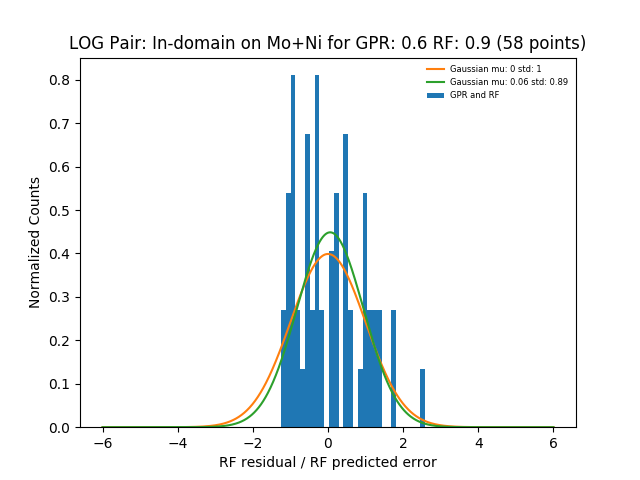 LOG Pair: In-domain on Mo+Ni for GPR: 0.6 RF: 0.9 (58 points)
Gaussian mu: 0 std: 1
Gaussian mu: 0.06 std: 0.89
GPR and RF
Normalized Counts
0.8
0.7
0.6
0.5
0.4
0.3
0.2
0.1
0.0
−6 −4 −2 0 2 4 6
RF residual / RF predicted error